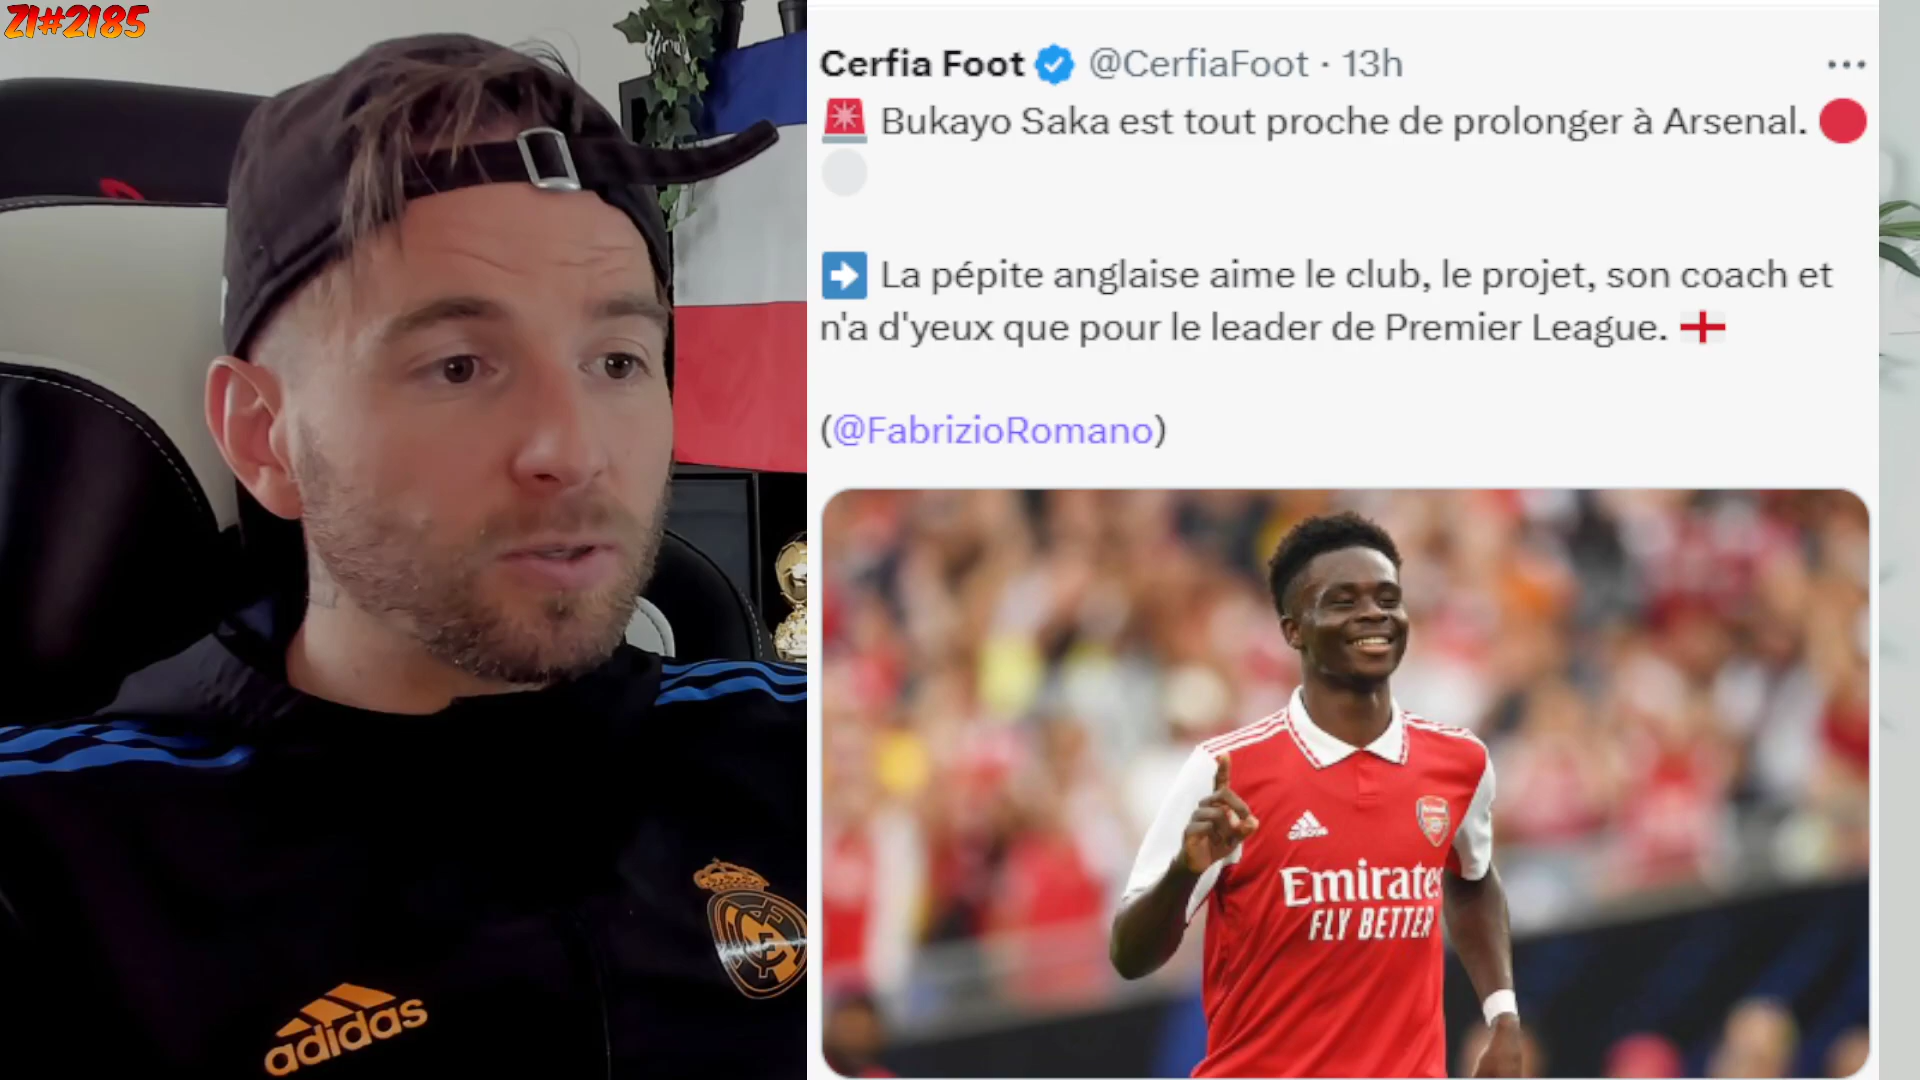 Z1#2185
Cerfia Foot @CerfiaFoot · 13h
🚨 Bukayo Saka est tout proche de prolonger à Arsenal. 🔴
⚪
➡️ La pépite anglaise aime le club, le projet, son coach et
n'a d'yeux que pour le leader de Premier League. 🏴󠁧󠁢󠁥󠁮󠁧󠁿
(@FabrizioRomano)
adidas
Arsenal
Emirates
FLY BETTER
adidas